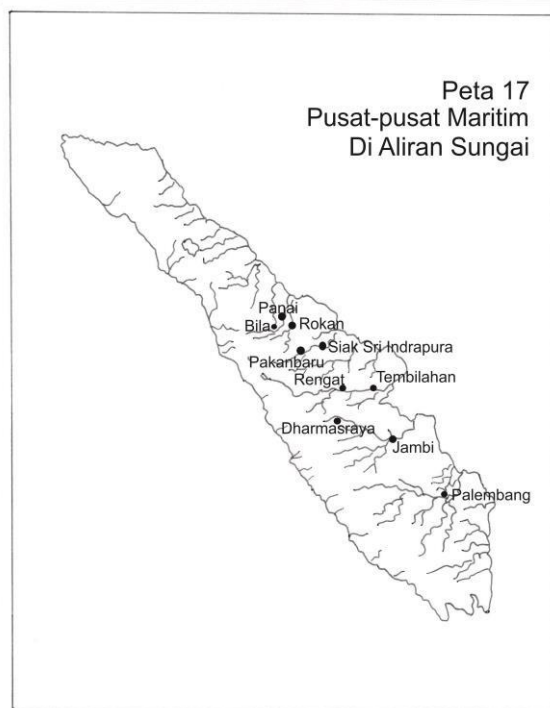 Peta 17
Pusat-pusat Maritim
Di Aliran Sungai
Panai
Bila
Rokan
Siak Sri Indrapura
Pakanbaru
Rengat
Tembilahan
Dharmasraya
Jambi
Palembang